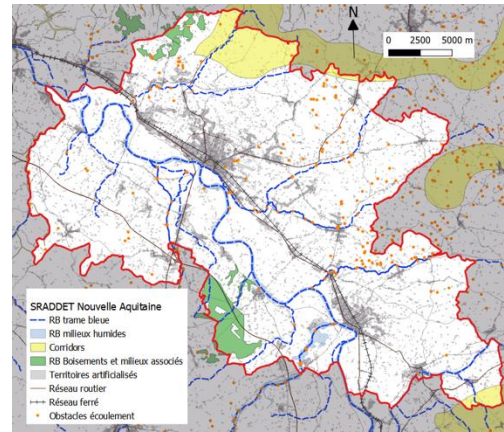 N
0 2500 5000 m
SRADDET Nouvelle Aquitaine
RB trame bleue
RB milieux humides
Corridors
RB Boisements et milieux associés
Territoires artificialisés
Réseau routier
Réseau ferré
Obstacles écoulement